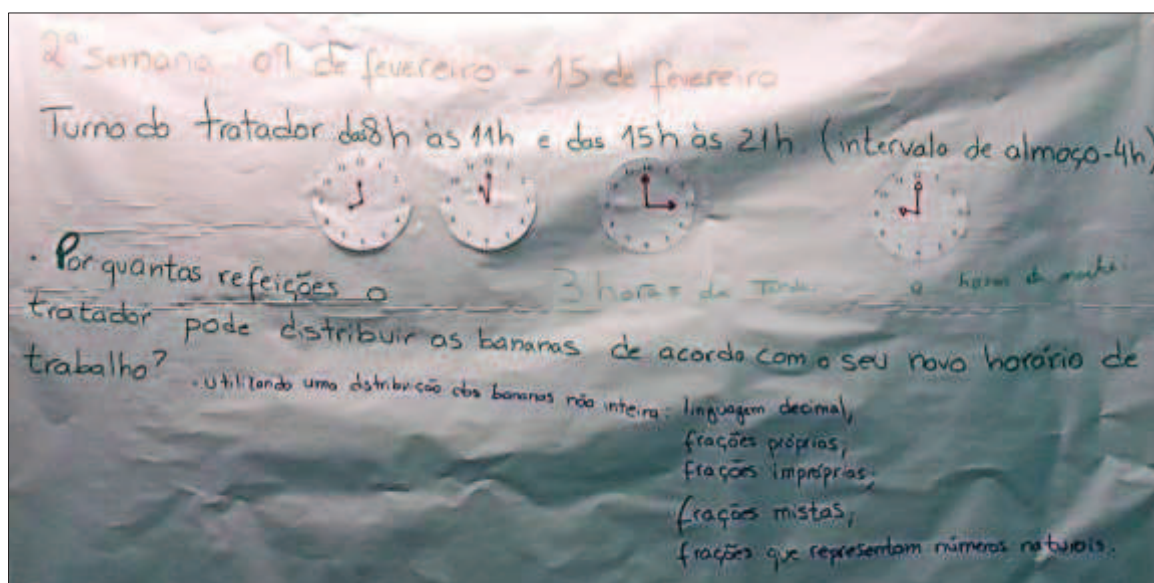 2ª Semana 09 de fevereiro - 15 de fevereiro
Turno do tratador das 8h às 11h e das 15h às 21h (intervalo de almoço-4h)
3 horas da Tarde.
9 horas da noite.
. Por quantas refeições o
tratador pode distribuir as bananas de acordo com o seu novo horário de
trabalho?
. Utilizando uma distribuição das bananas não inteira: linguagem decimal,
frações próprias,
frações impróprias,
frações mistas,
frações que representam números naturais.